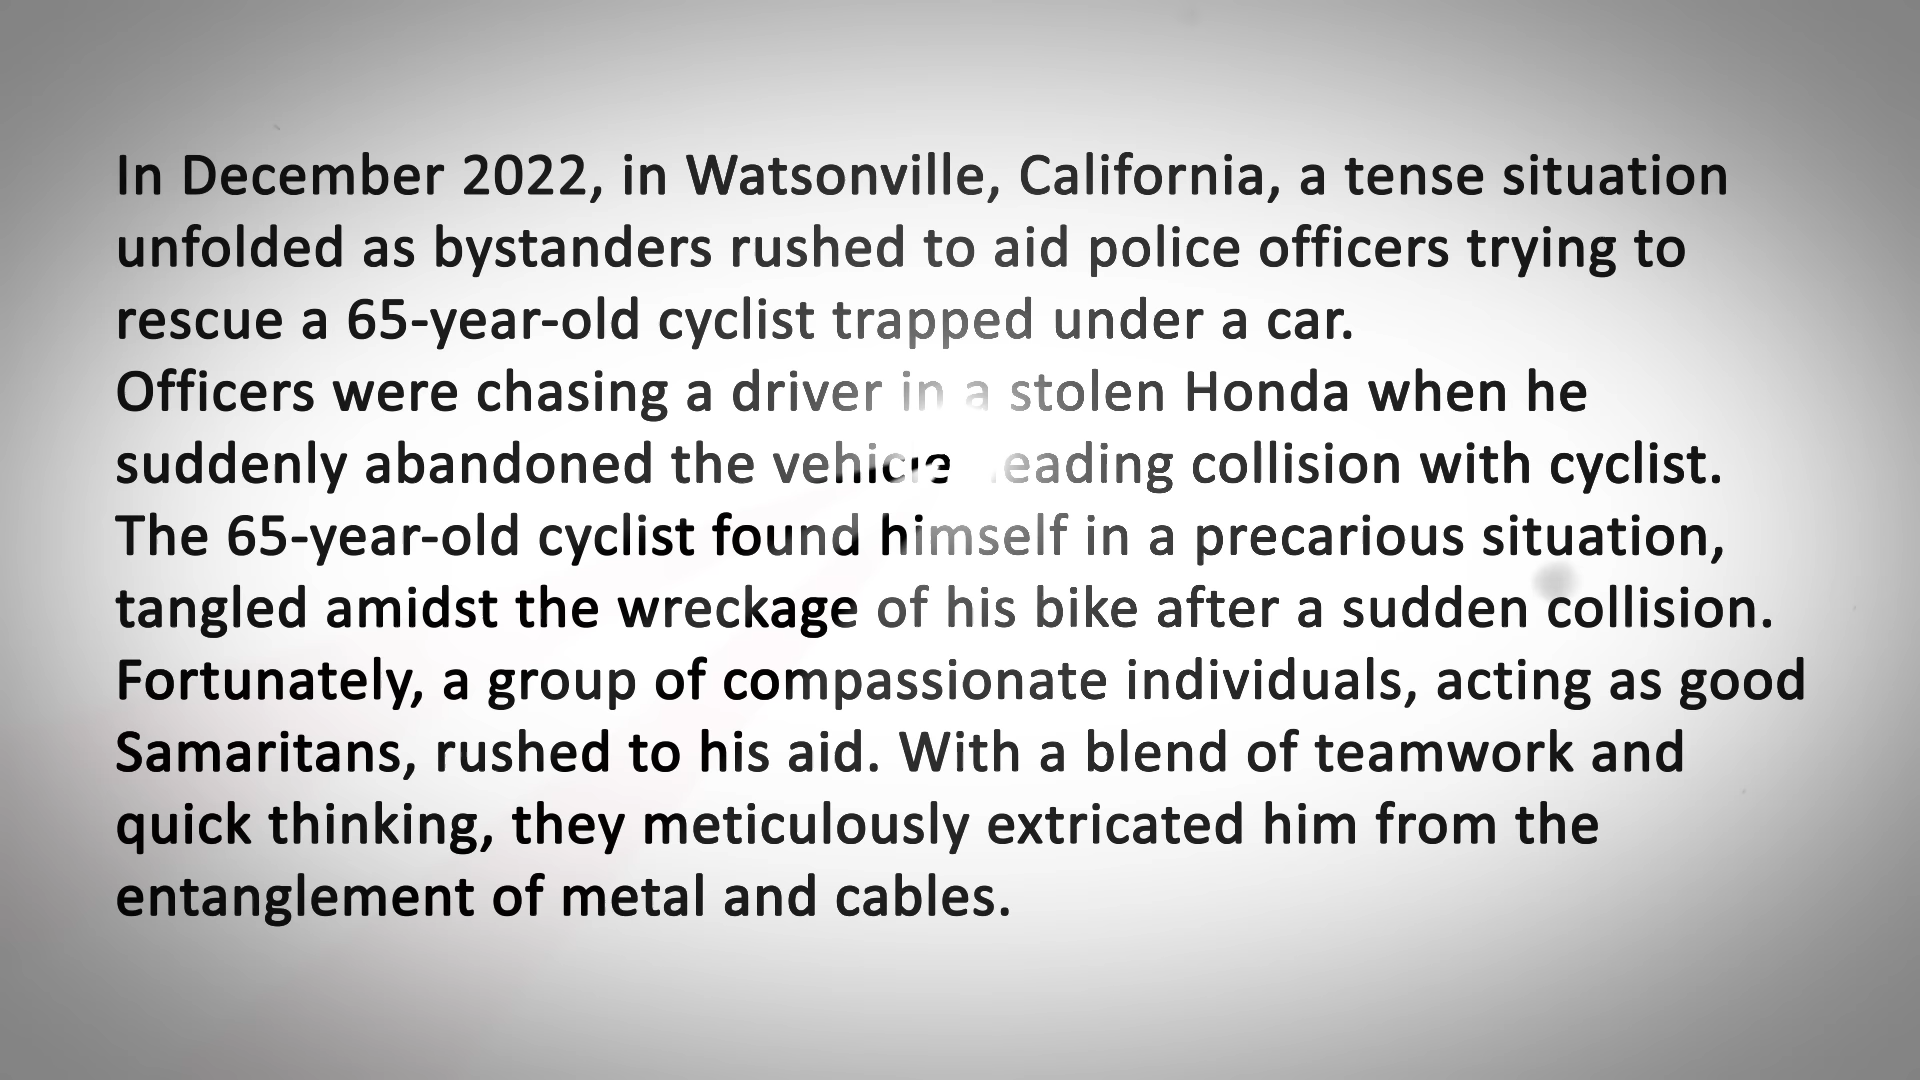 In December 2022, in Watsonville, California, a tense situation
unfolded as bystanders rushed to aid police officers trying to
rescue a 65-year-old cyclist trapped under a car.
Officers were chasing a driver in a stolen Honda when he
suddenly abandoned the vehicle leading collision with cyclist.
The 65-year-old cyclist found himself in a precarious situation,
tangled amidst the wreckage of his bike after a sudden collision.
Fortunately, a group of compassionate individuals, acting as good
Samaritans, rushed to his aid. With a blend of teamwork and
quick thinking, they meticulously extricated him from the
entanglement of metal and cables.